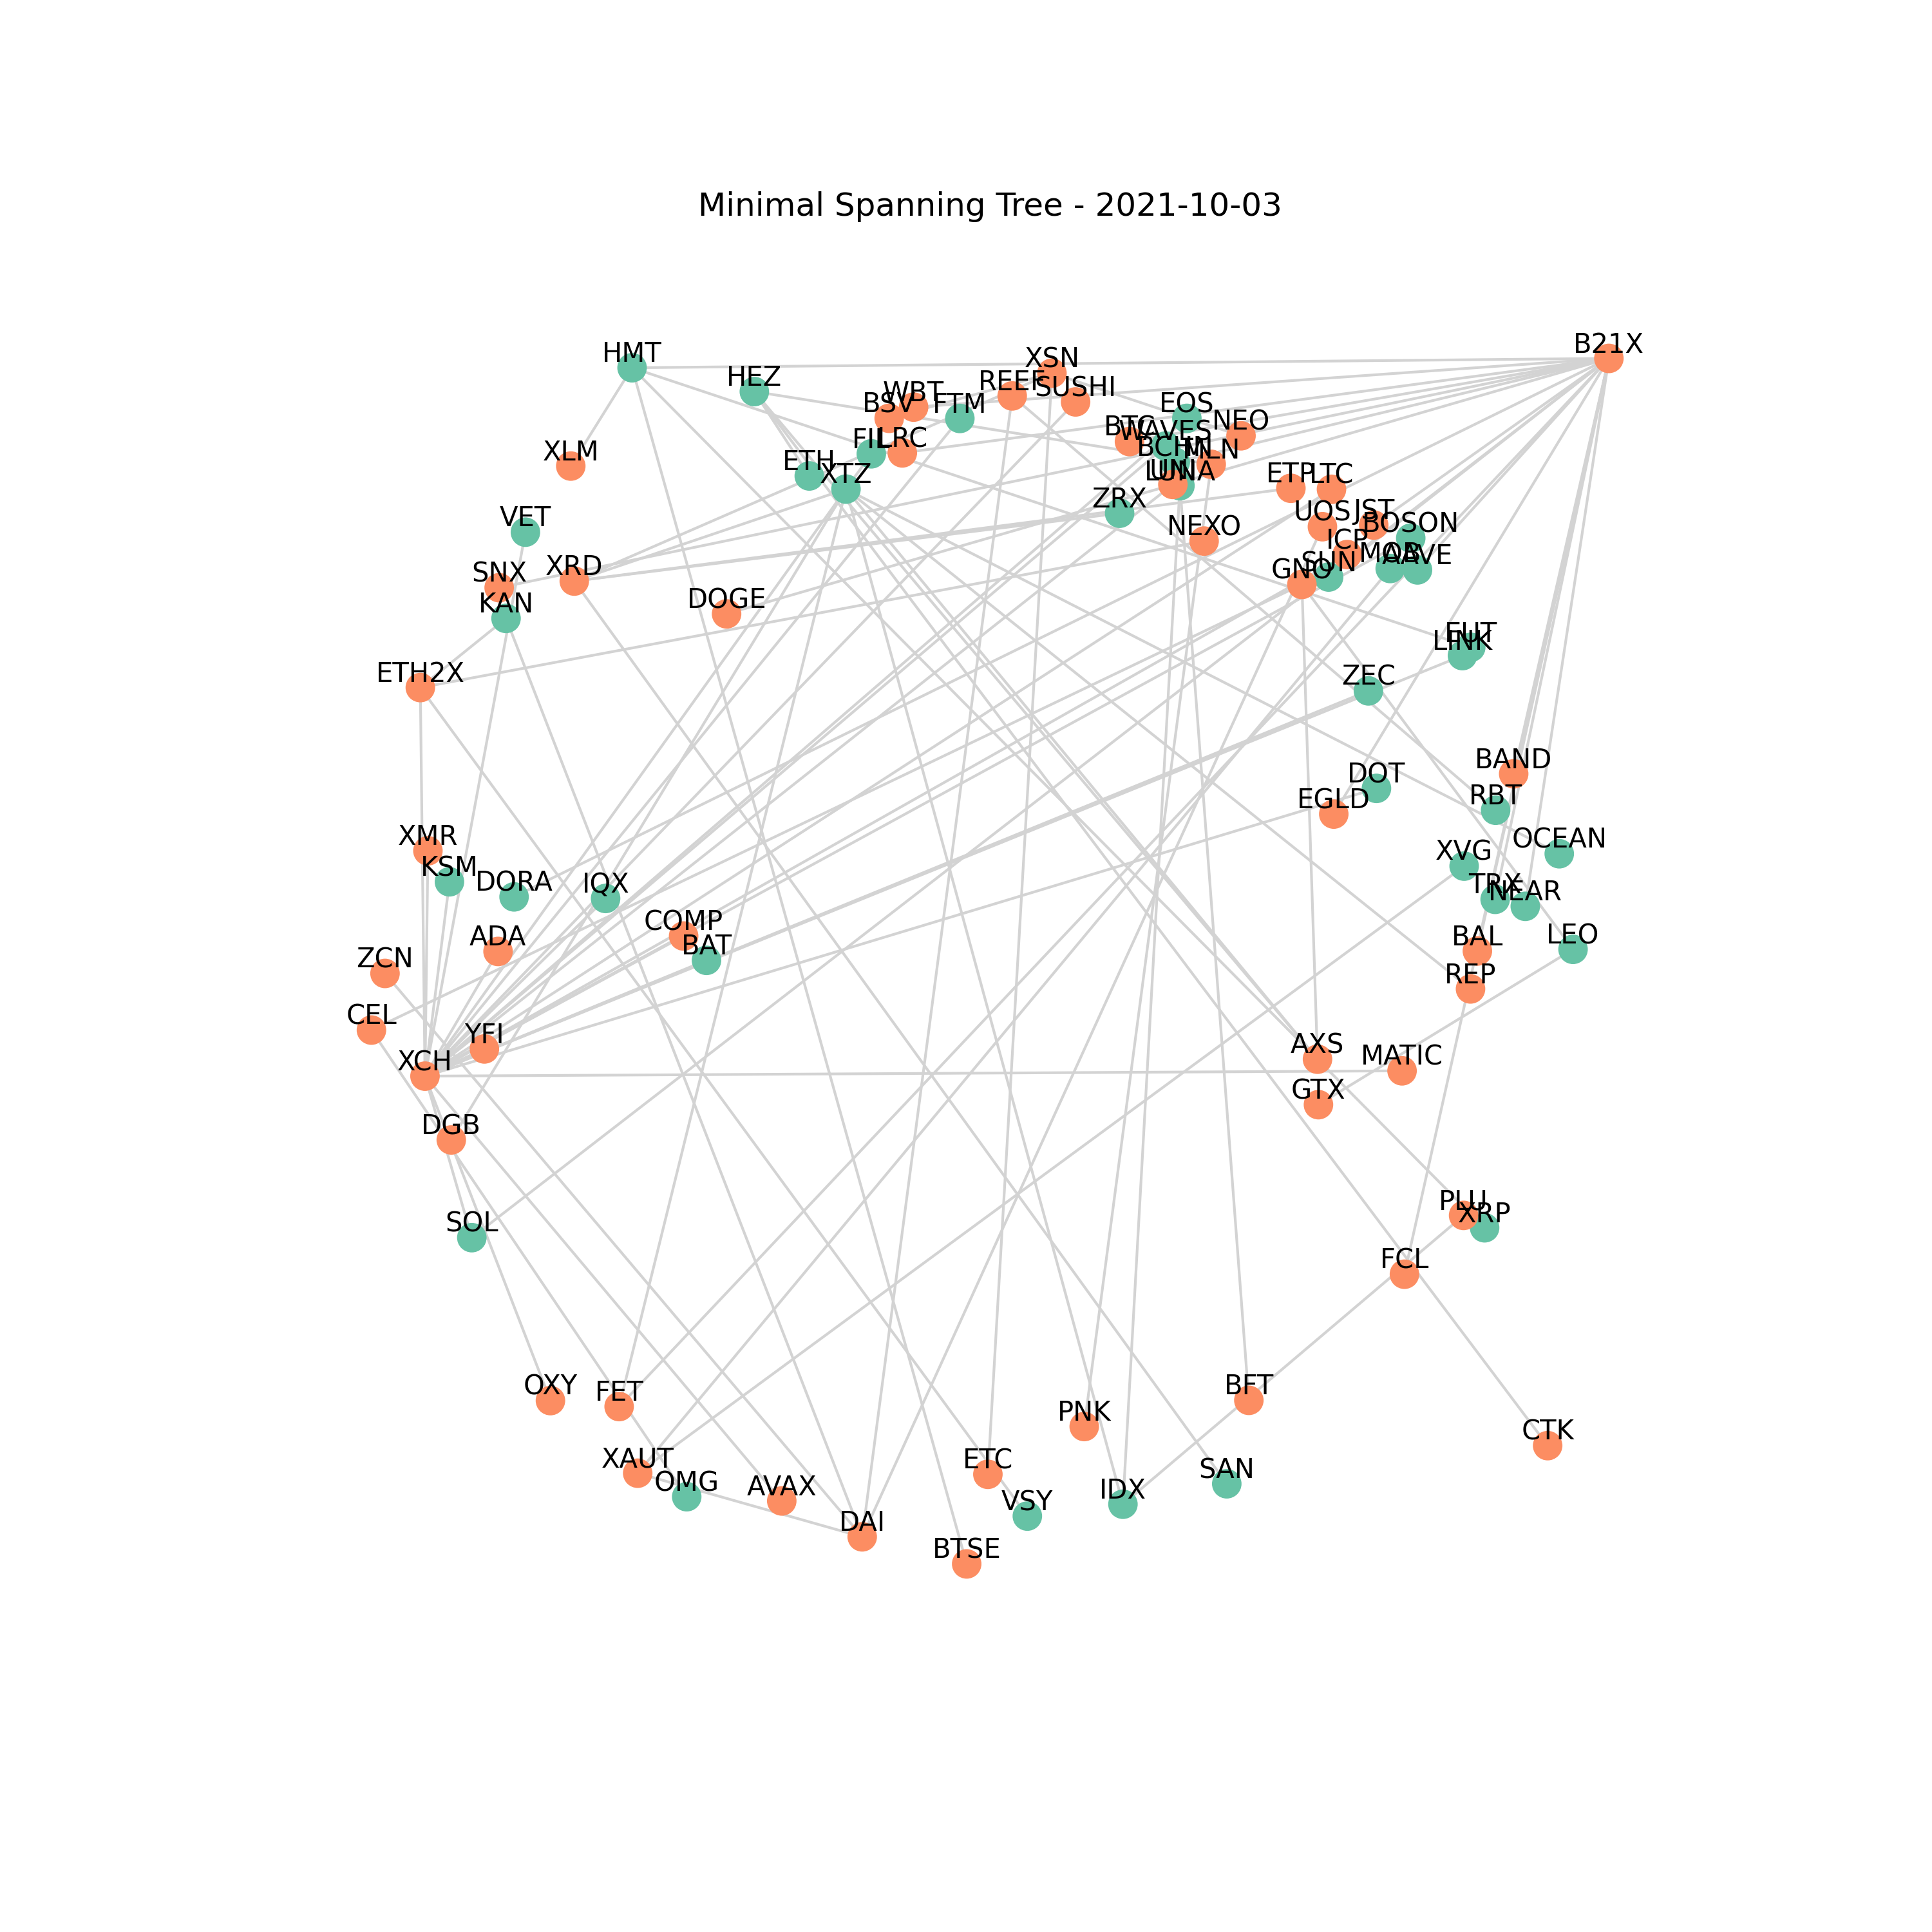 Minimal Spanning Tree - 2021-10-03
B21X
HMT
XSN
HEZ
REEF
SUSHI
WBT
BSV
FTM
EOS
NEO
BTC
WAVES
FIL
LRC
XLM
BCH
MLN
ETH
XTZ
UNI
LUNA
ETP
LTC
ZRX
VET
NEXO
UOS
JST
BOSON
ICP
SNX
XRD
SUN
MOB
AAVE
GNO
KAN
DOGE
EUT
LINK
ETH2X
ZEC
BAND
DOT
RBT
EGLD
XMR
OCEAN
KSM
DORA
IQX
XVG
TRX
NEAR
COMP
ADA
BAT
BAL
LEO
ZCN
REP
CEL
YFI
XCH
AXS
MATIC
GTX
DGB
SOL
PLU
XRP
FCL
OXY
FET
BFT
PNK
CTK
XAUT
OMG
AVAX
ETC
SAN
VSY
IDX
DAI
BTSE